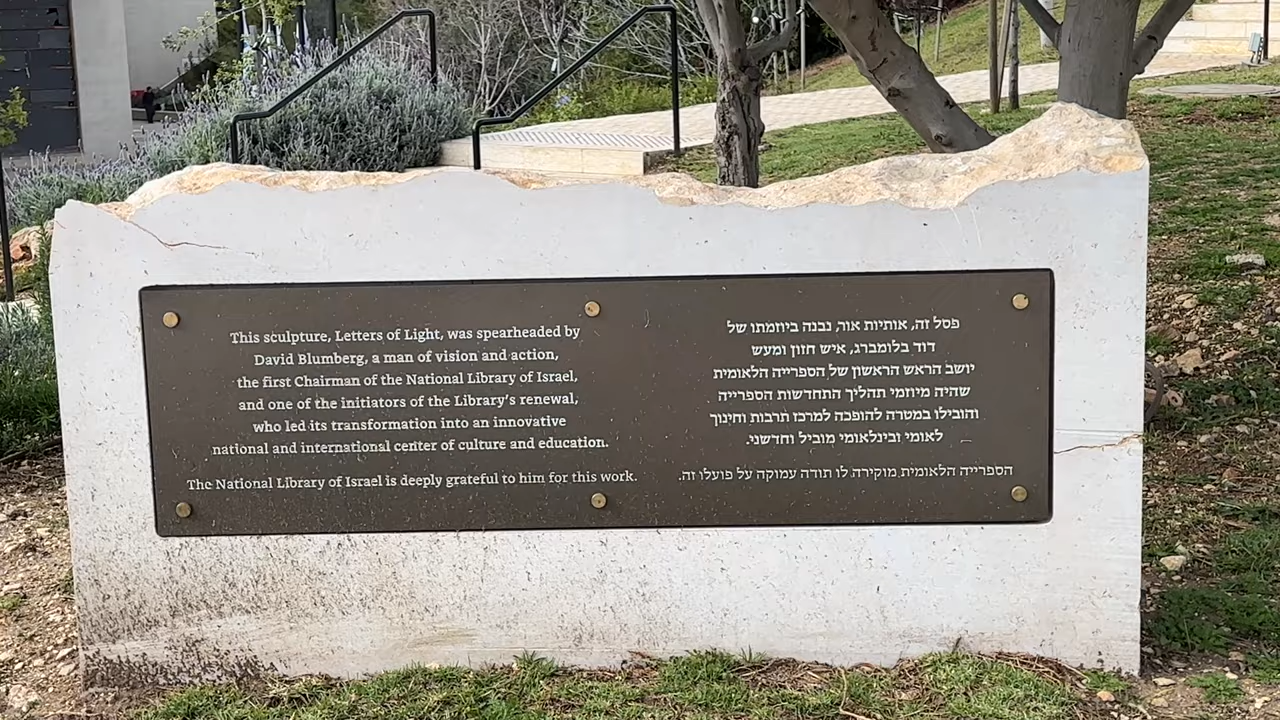 This sculpture, Letters of Light, was spearheaded by
David Blumberg, a man of vision and action,
the first Chairman of the National Library of Israel,
and one of the initiators of the Library's renewal,
who led its transformation into an innovative
national and international center of culture and education.
The National Library of Israel is deeply grateful to him for this work.
פסל זה, אותיות אור, נבנה ביוזמתו של
דוד בלומברג, איש חזון ומעש
יושב הראש הראשון של הספרייה הלאומית
שהיה מיוזמי תהליך התחדשות הספרייה
והובילו במטרה להופכה למרכז תרבות וחינוך
לאומי ובינלאומי מוביל וחדשני.
הספרייה הלאומית מוקירה לו תודה עמוקה על פועלו זה.